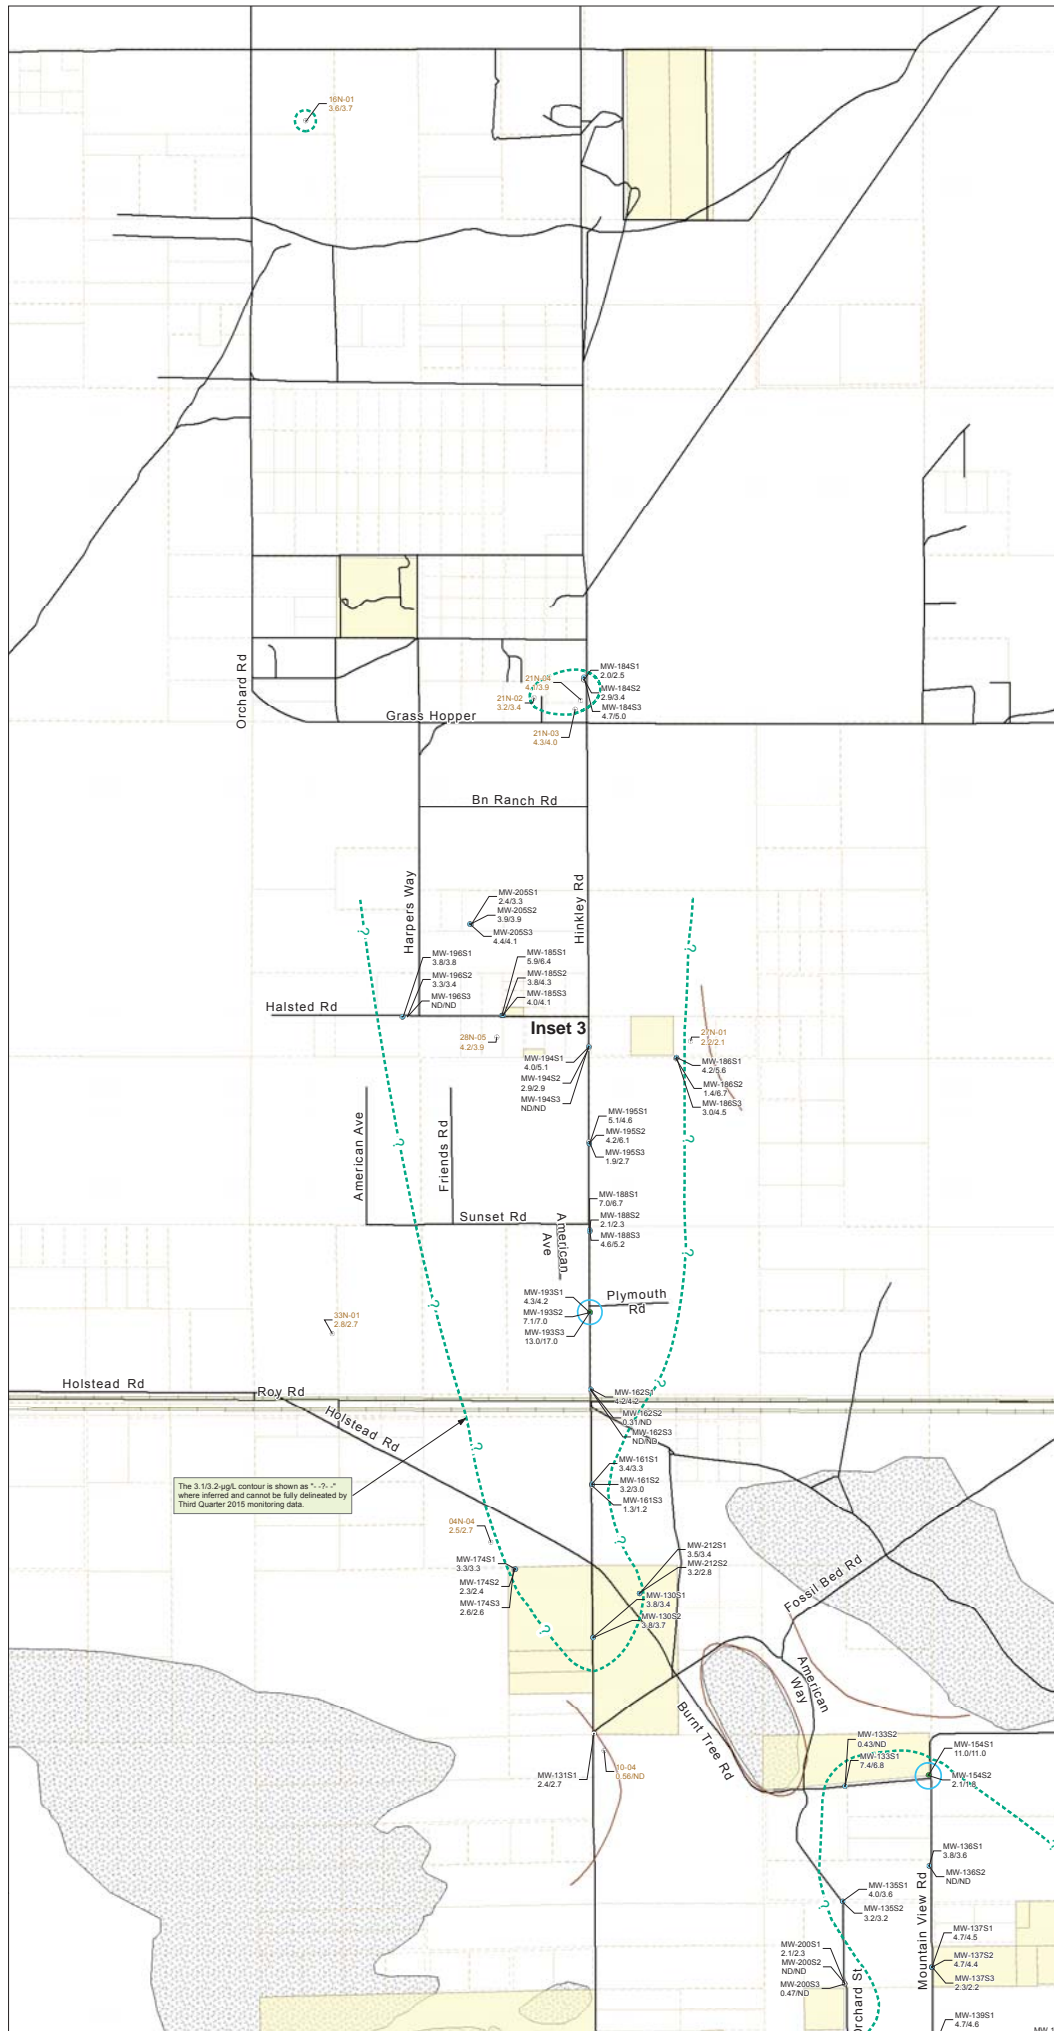 16N-01
3.6/3.7
Orchard Rd
MW-184S1
2.0/2.5
MW-184S2
2.9/3.4
MW-184S3
4.7/5.0
21N-04
21N-02
3.2/3.4
21N-03
4.3/4.0
Grass Hopper
Bn Ranch Rd
Harpers Way
Hinkley Rd
MW-205S1
2.4/3.3
MW-205S2
3.9/3.9
MW-205S3
4.4/4.1
MW-196S1
3.8/3.8
MW-196S2
3.3/3.4
MW-196S3
ND/ND
MW-185S1
5.9/6.4
MW-185S2
3.8/4.3
MW-185S3
4.0/4.1
Halsted Rd
Inset 3
28N-05
4.2/3.9
27N-01
2.2/2.1
MW-194S1
4.0/5.1
MW-194S2
2.9/2.9
MW-194S3
ND/ND
MW-186S1
4.2/5.6
MW-186S2
1.4/6.7
MW-186S3
3.0/4.5
MW-195S1
5.1/4.6
MW-195S2
4.2/6.1
MW-195S3
1.9/2.7
American Ave
Friends Rd
MW-188S1
7.0/6.7
MW-188S2
2.1/2.3
MW-188S3
4.6/5.2
Sunset Rd
American
Ave
MW-193S1
4.3/4.2
MW-193S2
7.1/7.0
MW-193S3
13.0/17.0
Plymouth
Rd
33N-01
2.8/2.7
Holstead Rd
Roy Rd
Holstead Rd
MW-162S1
4.2/4.2
MW-162S2
0.31/ND
MW-162S3
ND/ND
The 3.1/3.2-µg/L contour is shown as "- -?- -"
where inferred and cannot be fully delineated by
Third Quarter 2015 monitoring data.
MW-161S1
3.4/3.3
MW-161S2
3.2/3.0
MW-161S3
1.3/1.2
04N-04
2.5/2.7
MW-174S1
3.3/3.3
MW-174S2
2.3/2.4
MW-174S3
2.6/2.6
MW-212S1
3.5/3.4
MW-212S2
3.2/2.8
MW-130S1
3.8/3.4
MW-130S2
3.8/3.7
Fossil Bed Rd
American
Way
Burnt Tree Rd
MW-131S1
2.4/2.7
10-04
0.56/ND
MW-133S2
0.43/ND
MW-133S1
7.4/6.8
MW-154S1
11.0/11.0
MW-154S2
2.1/1.8
MW-136S1
3.8/3.6
MW-136S2
ND/ND
MW-135S1
4.0/3.6
MW-135S2
3.2/3.2
Mountain View Rd
MW-137S1
4.7/4.5
MW-137S2
4.7/4.4
MW-137S3
2.3/2.2
MW-200S1
2.1/2.3
MW-200S2
ND/ND
MW-200S3
0.47/ND
Orchard St
MW-139S1
4.7/4.6